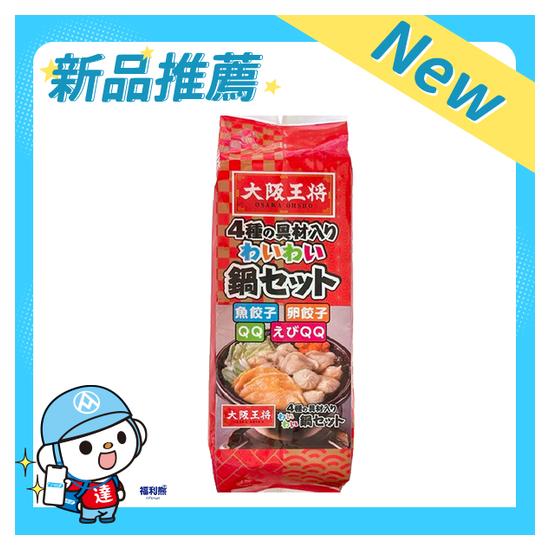 新品推薦
New
大阪王将
OSAKA OHSHO
4種の具材入り
わいわい
鍋セット
魚餃子 卵餃子
QQ えびQQ
大阪王将
4種の具材入り
わいわい 鍋セット
達
福利熊